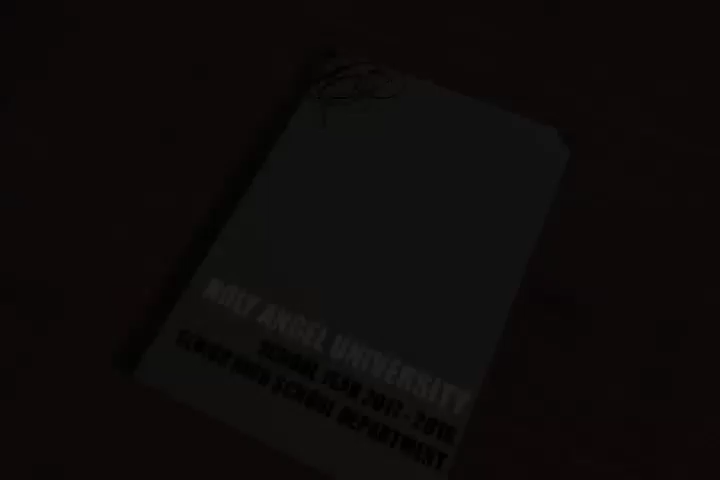 HOLY ANGEL UNIVERSITY
SCHOOL YEAR 2017 - 2018
SENIOR HIGH SCHOOL DEPARTMENT